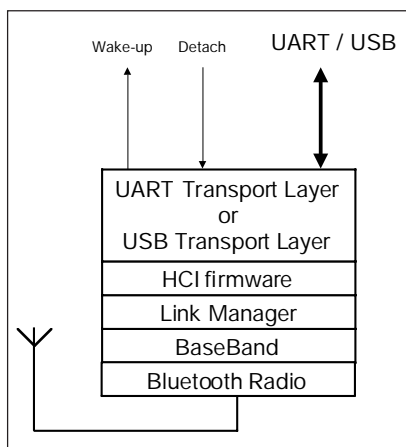 Wake-up Detach UART / USB
UART Transport Layer
or
USB Transport Layer
HCI firmware
Link Manager
BaseBand
Bluetooth Radio